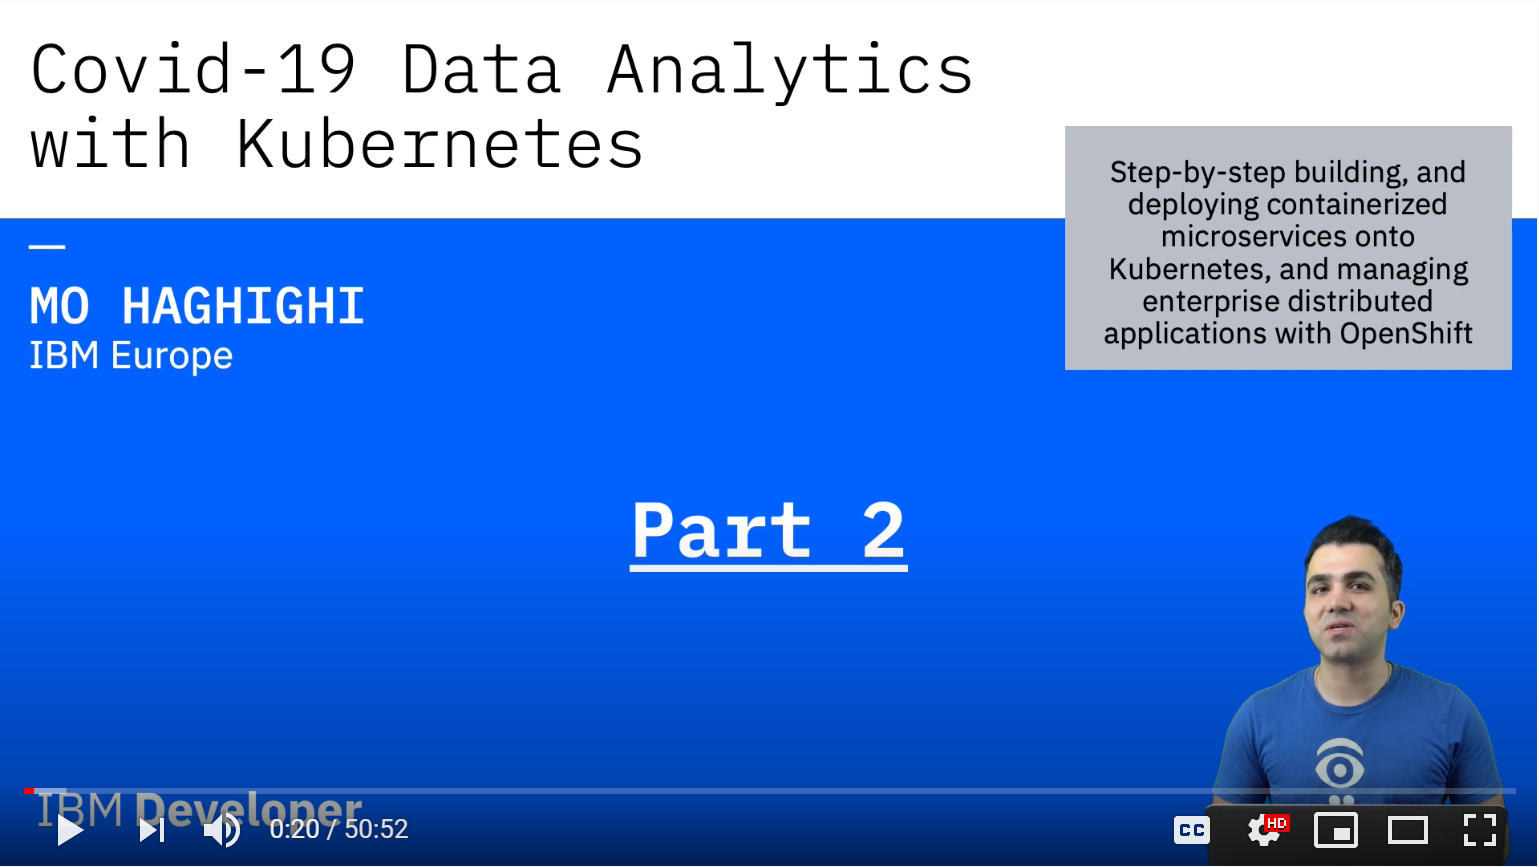 Covid-19 Data Analytics
with Kubernetes
Step-by-step building, and
deploying containerized
microservices onto
Kubernetes, and managing
enterprise distributed
applications with OpenShift
MO HAGHIGHI
IBM Europe
Part 2
IBM Developer
0:20 / 50:52
CC
HD